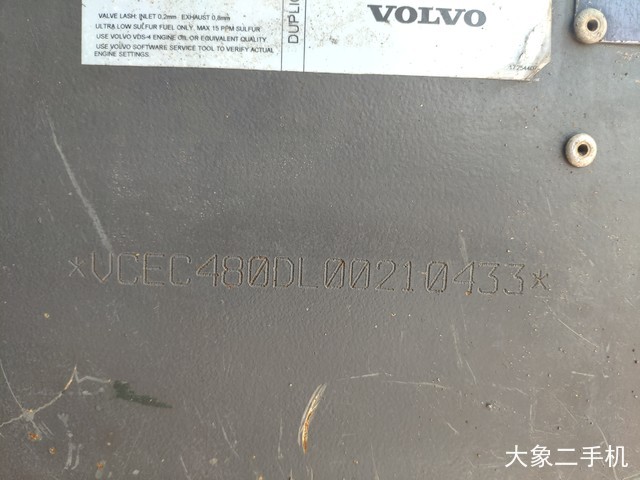 VALVE LASH: INLET 0,2mm EXHAUST 0,8mm
ULTRA LOW SULFUR FUEL ONLY, MAX 15 PPM SULFUR
USE VOLVO VDS-4 ENGINE OIL OR EQUIVALENT QUALITY.
USE VOLVO SOFTWARE SERVICE TOOL TO VERIFY ACTUAL
ENGINE SETTINGS.
VOLVO
*VCEC480DL00210433*
大象二手机